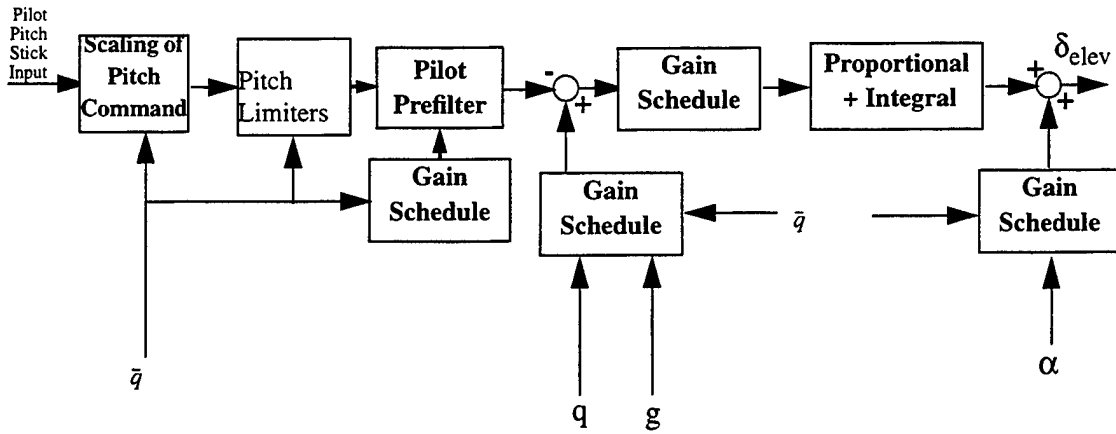 Pilot
Pitch
Stick
Input
Scaling of
Pitch
Command
Pitch
Limiters
Pilot
Prefilter
Gain
Schedule
-
+
Gain
Schedule
Gain
Schedule
Proportional
+ Integral
+
+
δelev
Gain
Schedule
q̄
q̄
q
g
α